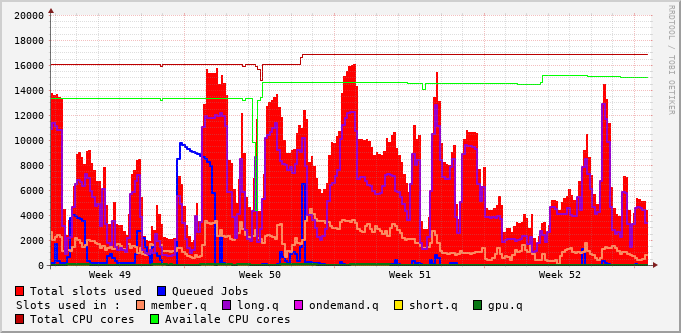 20000
18000
16000
14000
12000
10000
8000
6000
4000
2000
0
Week 49 Week 50 Week 51 Week 52
Total slots used Queued Jobs
Slots used in : member.q long.q ondemand.q short.q gpu.q
Total CPU cores Availale CPU cores
RRDTOOL / TOBI OETIKER